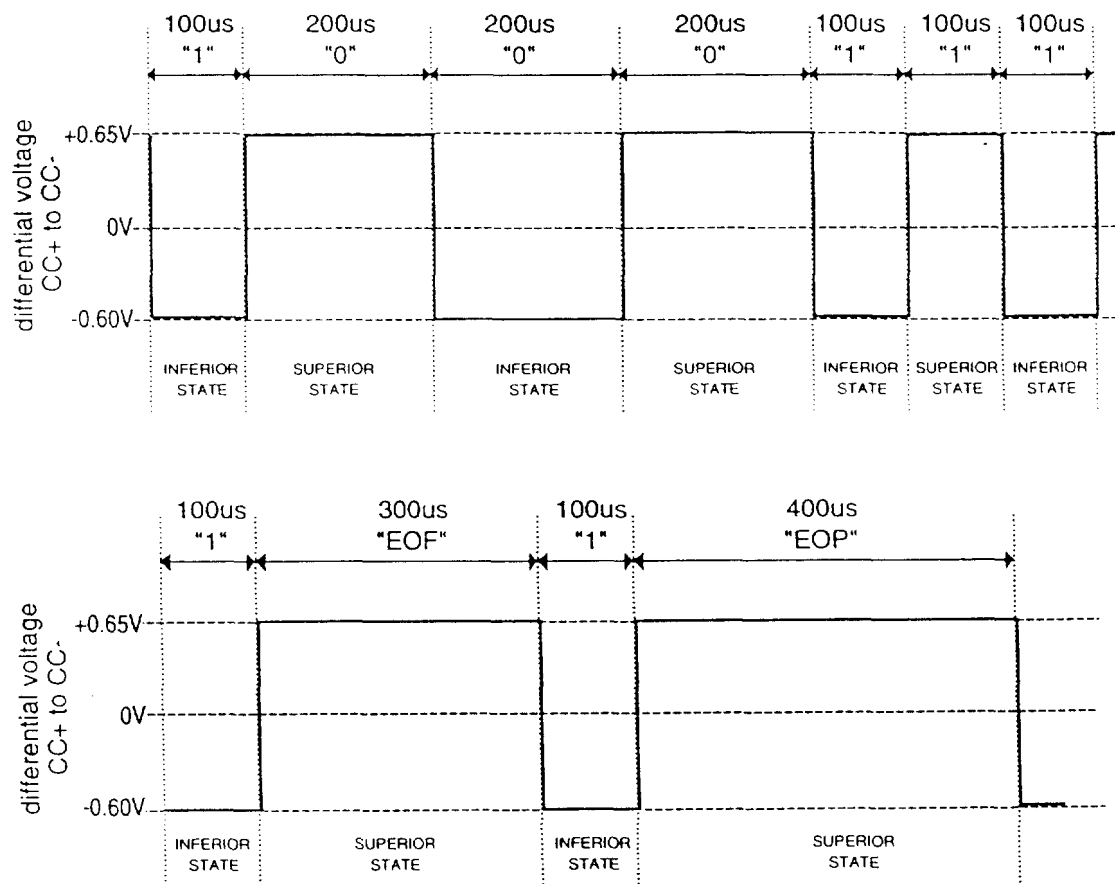 100us 200us 200us 200us 100us 100us 100us
"1" "0" "0" "0" "1" "1" "1"
differential voltage
CC+ to CC-
+0.65V
0V
-0.60V
INFERIOR SUPERIOR INFERIOR SUPERIOR INFERIOR SUPERIOR INFERIOR
STATE STATE STATE STATE STATE STATE STATE
100us 300us 100us 400us
"1" "EOF" "1" "EOP"
differential voltage
CC+ to CC-
+0.65V
0V
-0.60V
INFERIOR SUPERIOR INFERIOR SUPERIOR
STATE STATE STATE STATE